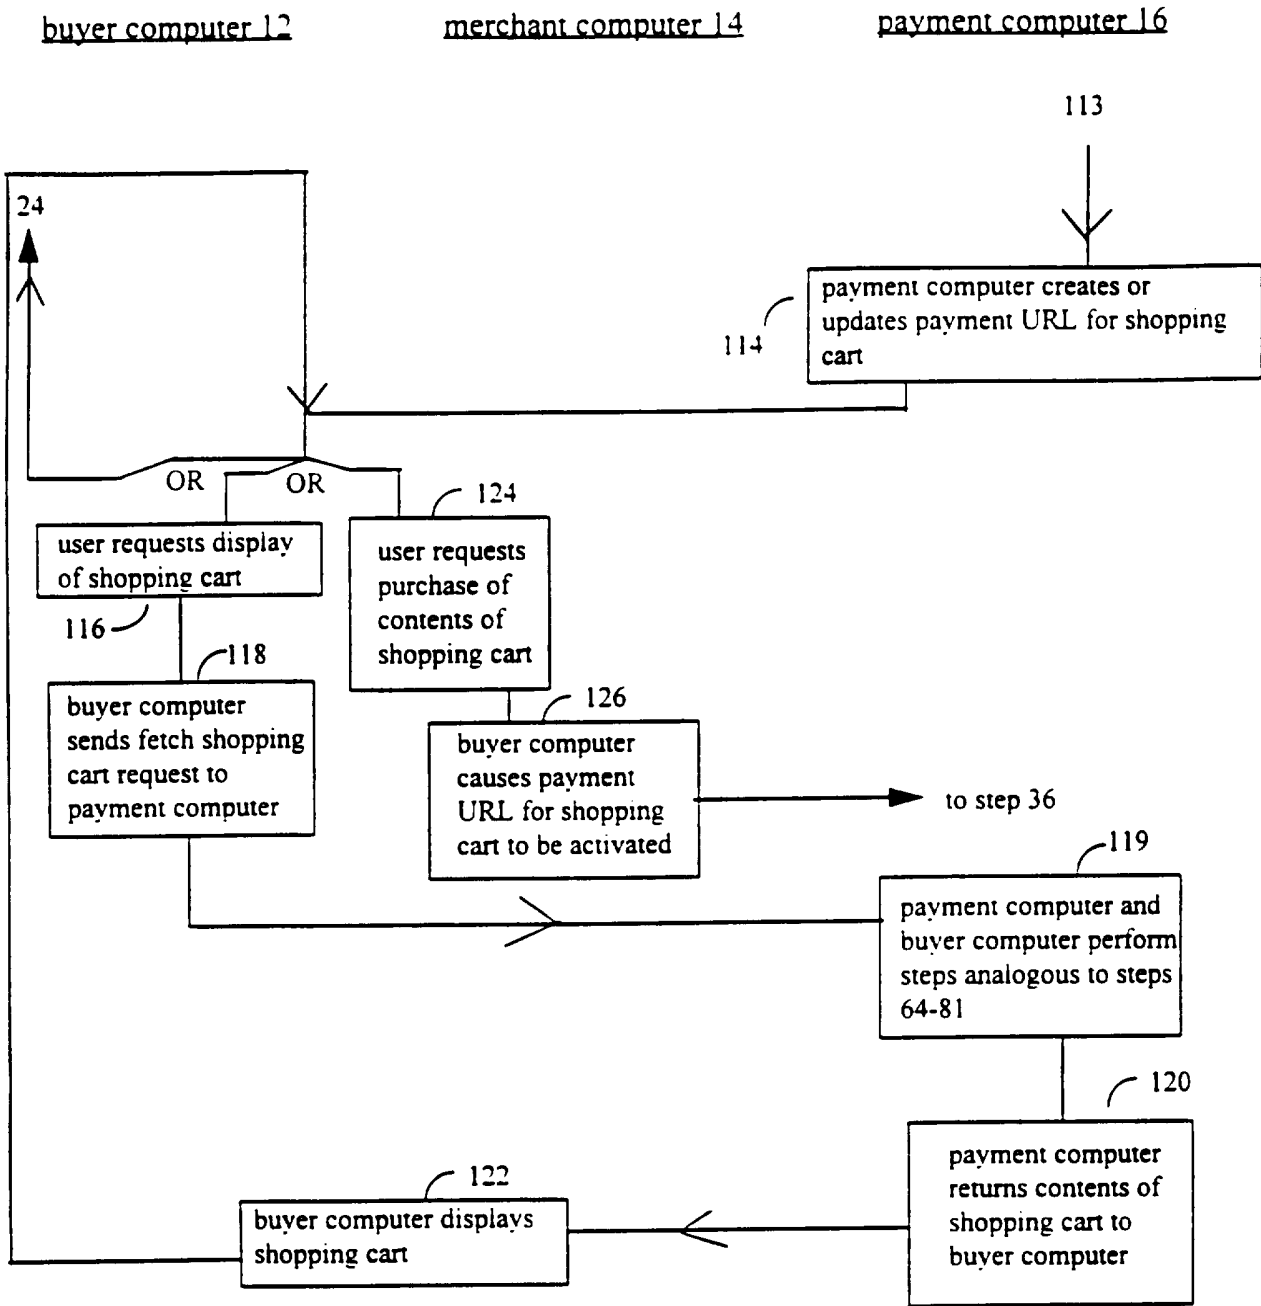 buyer computer 12
merchant computer 14
payment computer 16
113
24
payment computer creates or
updates payment URL for shopping
cart
114
OR
OR
124
user requests display
of shopping cart
116
user requests
purchase of
contents of
shopping cart
118
buyer computer
sends fetch shopping
cart request to
payment computer
126
buyer computer
causes payment
URL for shopping
cart to be activated
to step 36
119
payment computer and
buyer computer perform
steps analogous to steps
64-81
120
payment computer
returns contents of
shopping cart to
buyer computer
122
buyer computer displays
shopping cart